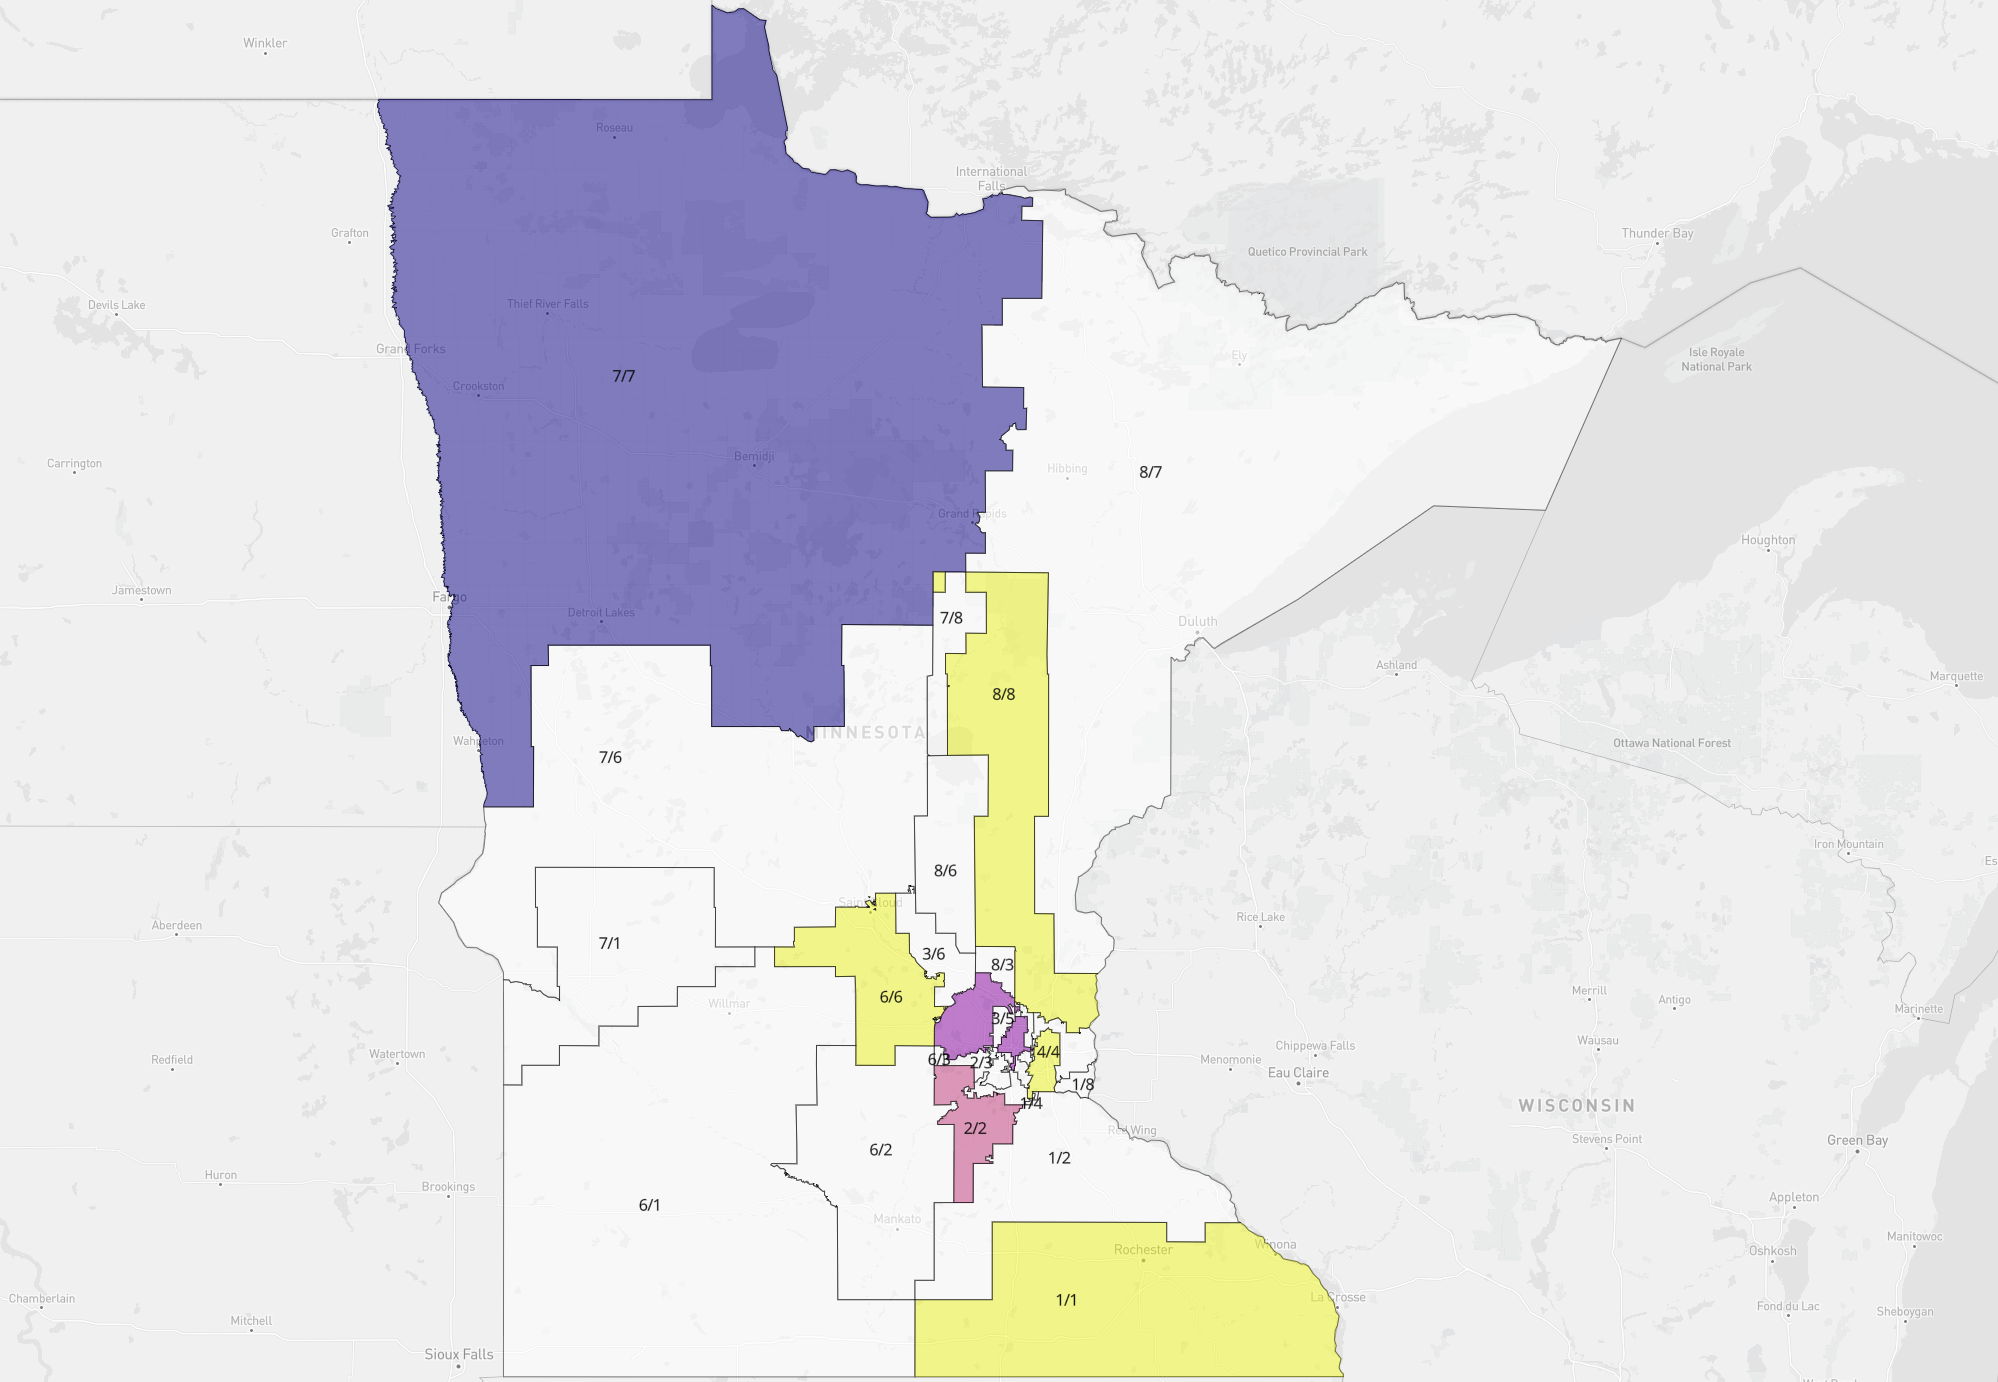 Winkler
Roseau
International
Falls
Grafton
Thunder Bay
Quetico Provincial Park
Devils Lake
Thief River Falls
Grand Forks
Isle Royale
National Park
Ely
7/7
Crookston
Carrington
Bemidji
Hibbing
8/7
Grand Rapids
Houghton
Jamestown
Fargo
Detroit Lakes
7/8
Duluth
Ashland
Marquette
8/8
MINNESOTA
Wahpeton
Ottawa National Forest
7/6
Iron Mountain
Es
8/6
Saint Cloud
Rice Lake
Aberdeen
7/1
3/6
8/3
Merrill
Antigo
6/6
Willmar
Marinette
3/5
Redfield
Watertown
6/3
2/3
4/4
Menomonie
Chippewa Falls
Wausau
Eau Claire
1/8
1/4
WISCONSIN
2/2
Red Wing
Stevens Point
Green Bay
6/2
1/2
Huron
Brookings
Appleton
6/1
Mankato
Manitowoc
Rochester
Winona
Oshkosh
Chamberlain
1/1
La Crosse
Fond du Lac
Sheboygan
Mitchell
Sioux Falls